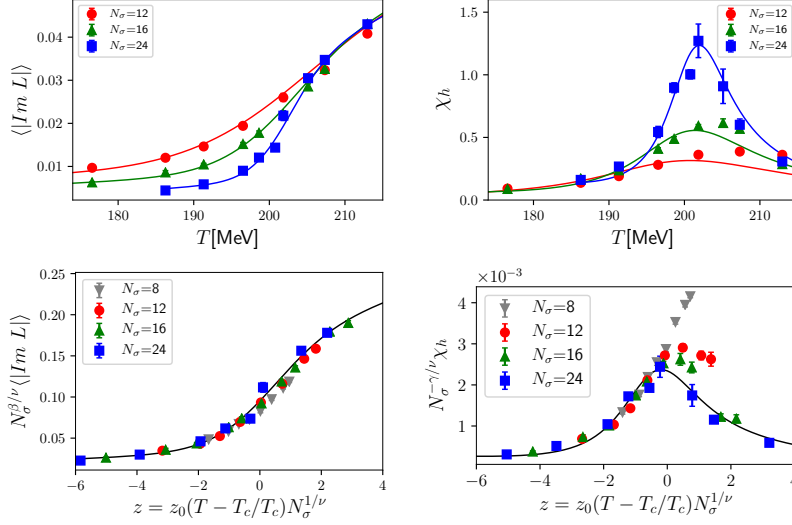 0.04
0.03
0.02
0.01
⟨|Im L|⟩
N_σ=12
N_σ=16
N_σ=24
180 190 200 210
T[MeV]
1.5
1.0
0.5
0.0
χ_h
N_σ=12
N_σ=16
N_σ=24
180 190 200 210
T[MeV]
0.25
0.20
0.15
0.10
0.05
N_σ^{β/ν}⟨|Im L|⟩
N_σ=8
N_σ=12
N_σ=16
N_σ=24
−6 −4 −2 0 2 4
z = z_0(T − T_c/T_c)N_σ^{1/ν}
×10^{−3}
4
3
2
1
N_σ^{−γ/ν}χ_h
N_σ=8
N_σ=12
N_σ=16
N_σ=24
−6 −4 −2 0 2 4
z = z_0(T − T_c/T_c)N_σ^{1/ν}